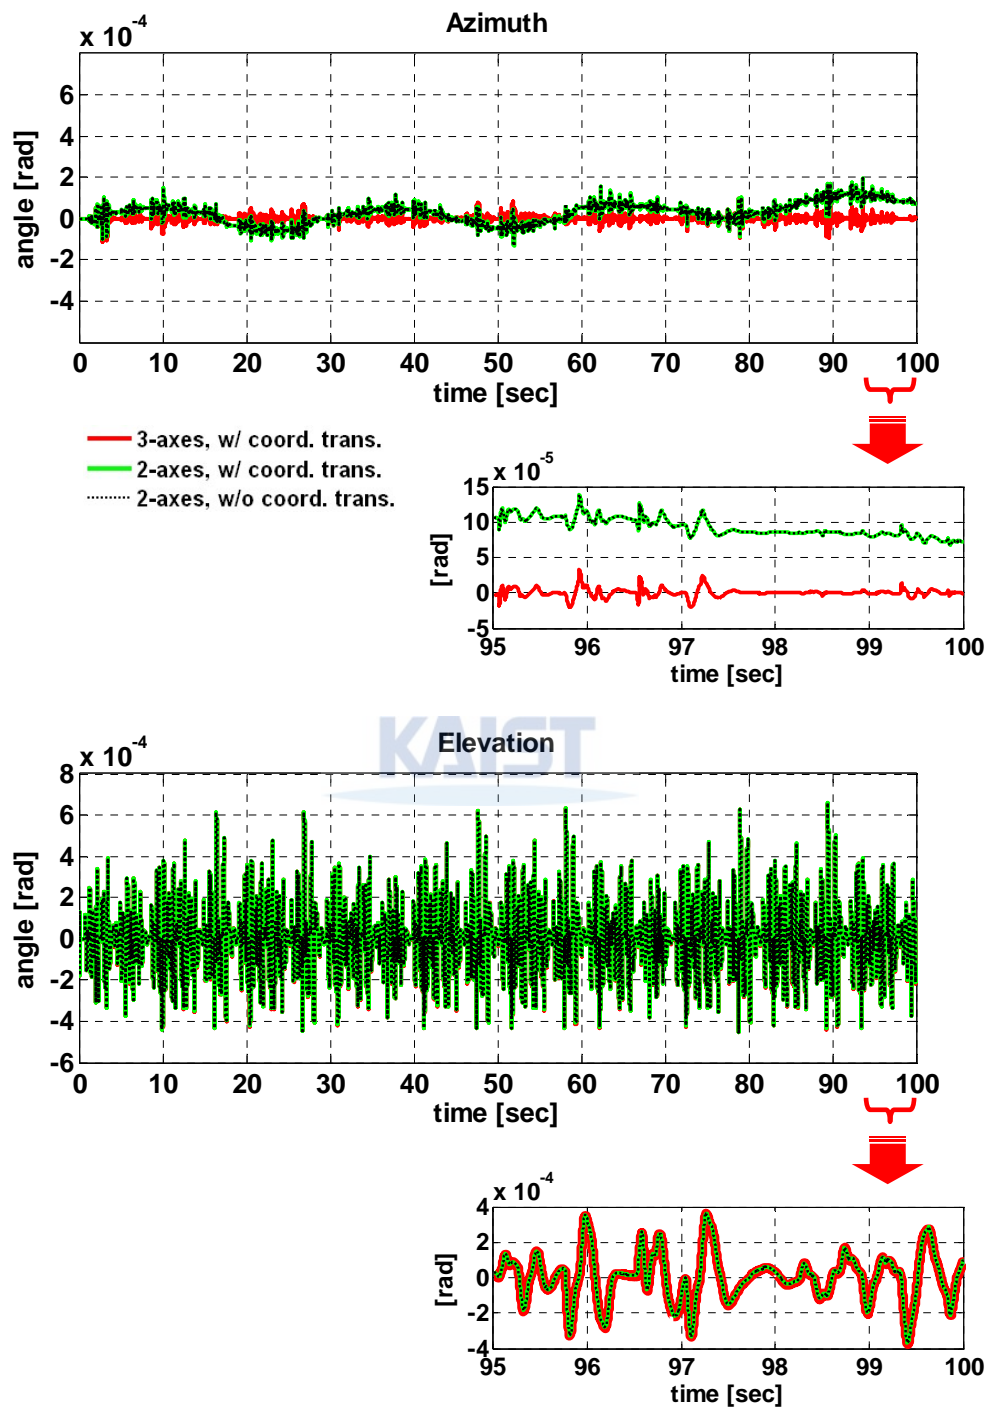 Azimuth
x 10-4
6
4
2
0
-2
-4
angle [rad]
0 10 20 30 40 50 60 70 80 90 100
time [sec]
3-axes, w/ coord. trans.
2-axes, w/ coord. trans.
2-axes, w/o coord. trans.
x 10-5
15
10
5
0
-5
[rad]
95 96 97 98 99 100
time [sec]
KAIST
Elevation
x 10-4
8
6
4
2
0
-2
-4
-6
angle [rad]
0 10 20 30 40 50 60 70 80 90 100
time [sec]
x 10-4
4
2
0
-2
-4
[rad]
95 96 97 98 99 100
time [sec]